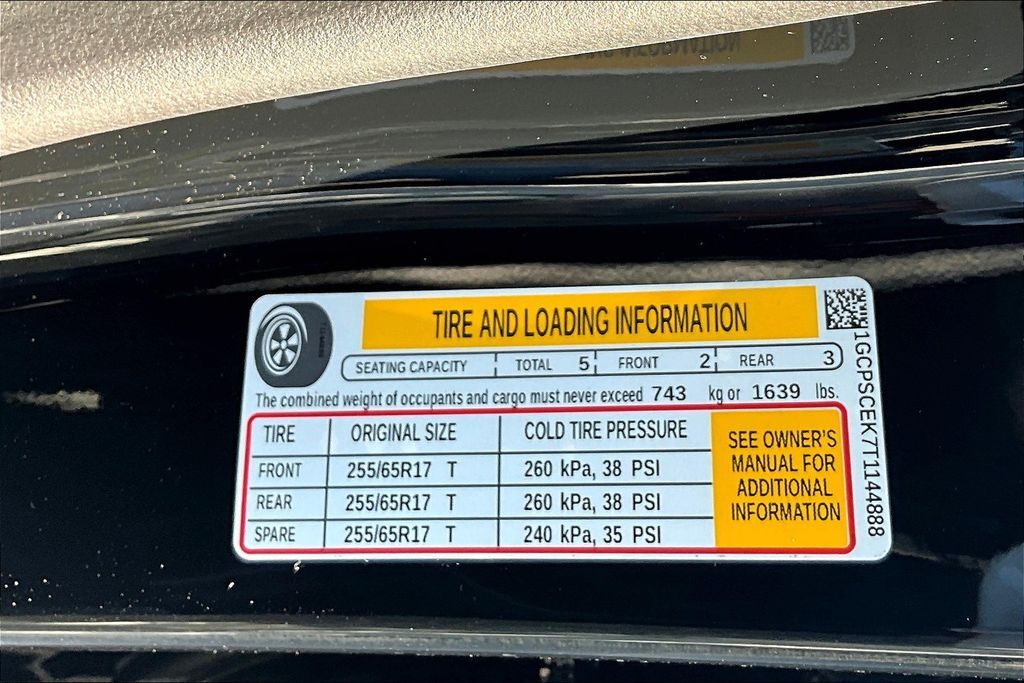 TIRE AND LOADING INFORMATION
SEATING CAPACITY TOTAL 5 FRONT 2 REAR 3
The combined weight of occupants and cargo must never exceed 743 kg or 1639 lbs.
TIRE ORIGINAL SIZE COLD TIRE PRESSURE
FRONT 255/65R17 T 260 kPa, 38 PSI
REAR 255/65R17 T 260 kPa, 38 PSI
SPARE 255/65R17 T 240 kPa, 35 PSI
SEE OWNER'S
MANUAL FOR
ADDITIONAL
INFORMATION
1GCPSCEK7T1144888